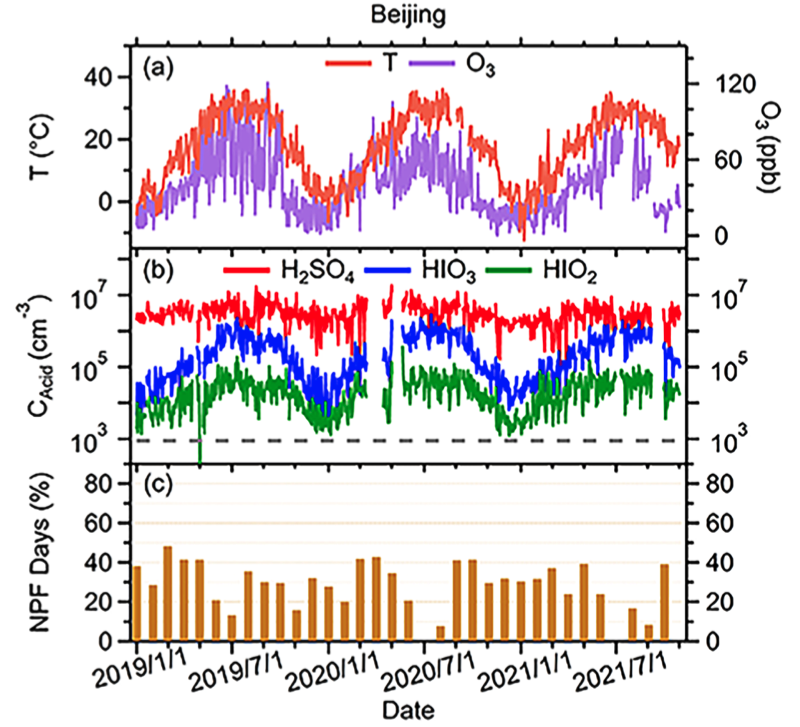 Beijing
(a)
T
O3
40
20
0
T (°C)
120
60
0
O3 (ppb)
(b)
H2SO4
HIO3
HIO2
10^7
10^5
10^3
C_Acid (cm^-3)
10^7
10^5
10^3
(c)
80
60
40
20
0
NPF Days (%)
80
60
40
20
0
2019/1/1
2019/7/1
2020/1/1
2020/7/1
2021/1/1
2021/7/1
Date